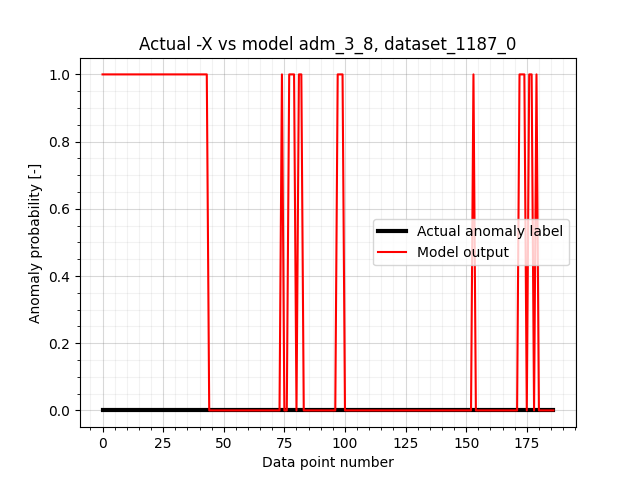 Actual -X vs model adm_3_8, dataset_1187_0
Anomaly probability [-]
1.0
0.8
0.6
0.4
0.2
0.0
Actual anomaly label
Model output
0 25 50 75 100 125 150 175
Data point number